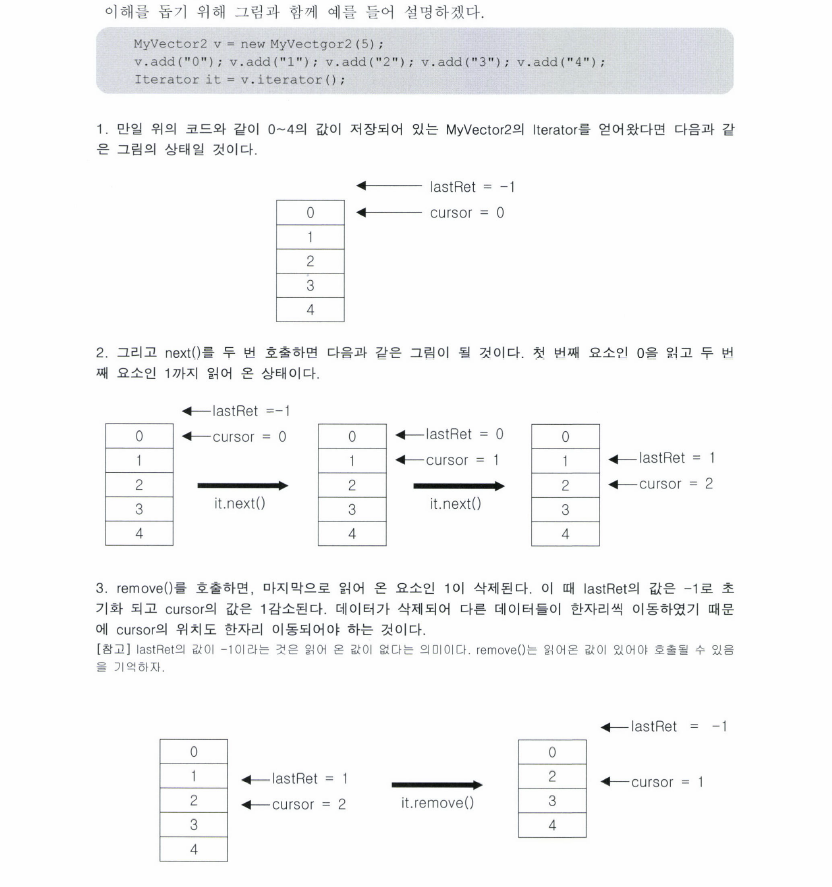 이해를 돕기 위해 그림과 함께 예를 들어 설명하겠다.
MyVector2 v = new MyVectgor2(5);
v.add("0"); v.add("1"); v.add("2"); v.add("3"); v.add("4");
Iterator it = v.iterator();
1. 만일 위의 코드와 같이 0~4의 값이 저장되어 있는 MyVector2의 Iterator를 얻어왔다면 다음과 같
은 그림의 상태일 것이다.
lastRet = -1
0 cursor = 0
1
2
3
4
2. 그리고 next()를 두 번 호출하면 다음과 같은 그림이 될 것이다. 첫 번째 요소인 0을 읽고 두 번
째 요소인 1까지 읽어 온 상태이다.
lastRet =-1
0 cursor = 0
1
2
3
4
it.next()
0 lastRet = 0
1 cursor = 1
2
3
4
it.next()
0
1 lastRet = 1
2 cursor = 2
3
4
3. remove()를 호출하면, 마지막으로 읽어 온 요소인 1이 삭제된다. 이 때 lastRet의 값은 -1로 초
기화 되고 cursor의 값은 1감소된다. 데이터가 삭제되어 다른 데이터들이 한자리씩 이동하였기 때문
에 cursor의 위치도 한자리 이동되어야 하는 것이다.
[참고] lastRet의 값이 -1이라는 것은 읽어 온 값이 없다는 의미이다. remove()는 읽어온 값이 있어야 호출될 수 있음
을 기억하자.
0
1 lastRet = 1
2 cursor = 2
3
4
it.remove()
lastRet = -1
0
2 cursor = 1
3
4